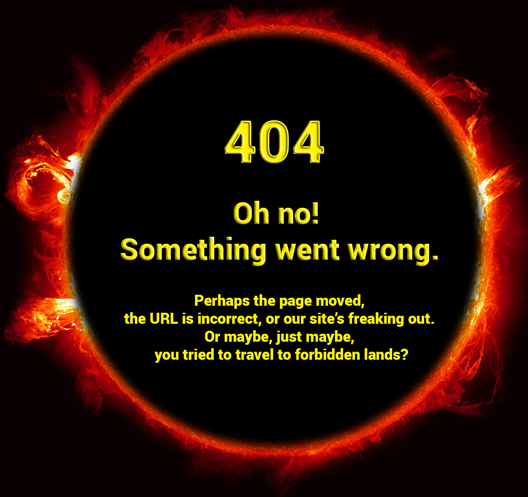 404
Oh no!
Something went wrong.
Perhaps the page moved,
the URL is incorrect, or our site's freaking out.
Or maybe, just maybe,
you tried to travel to forbidden lands?